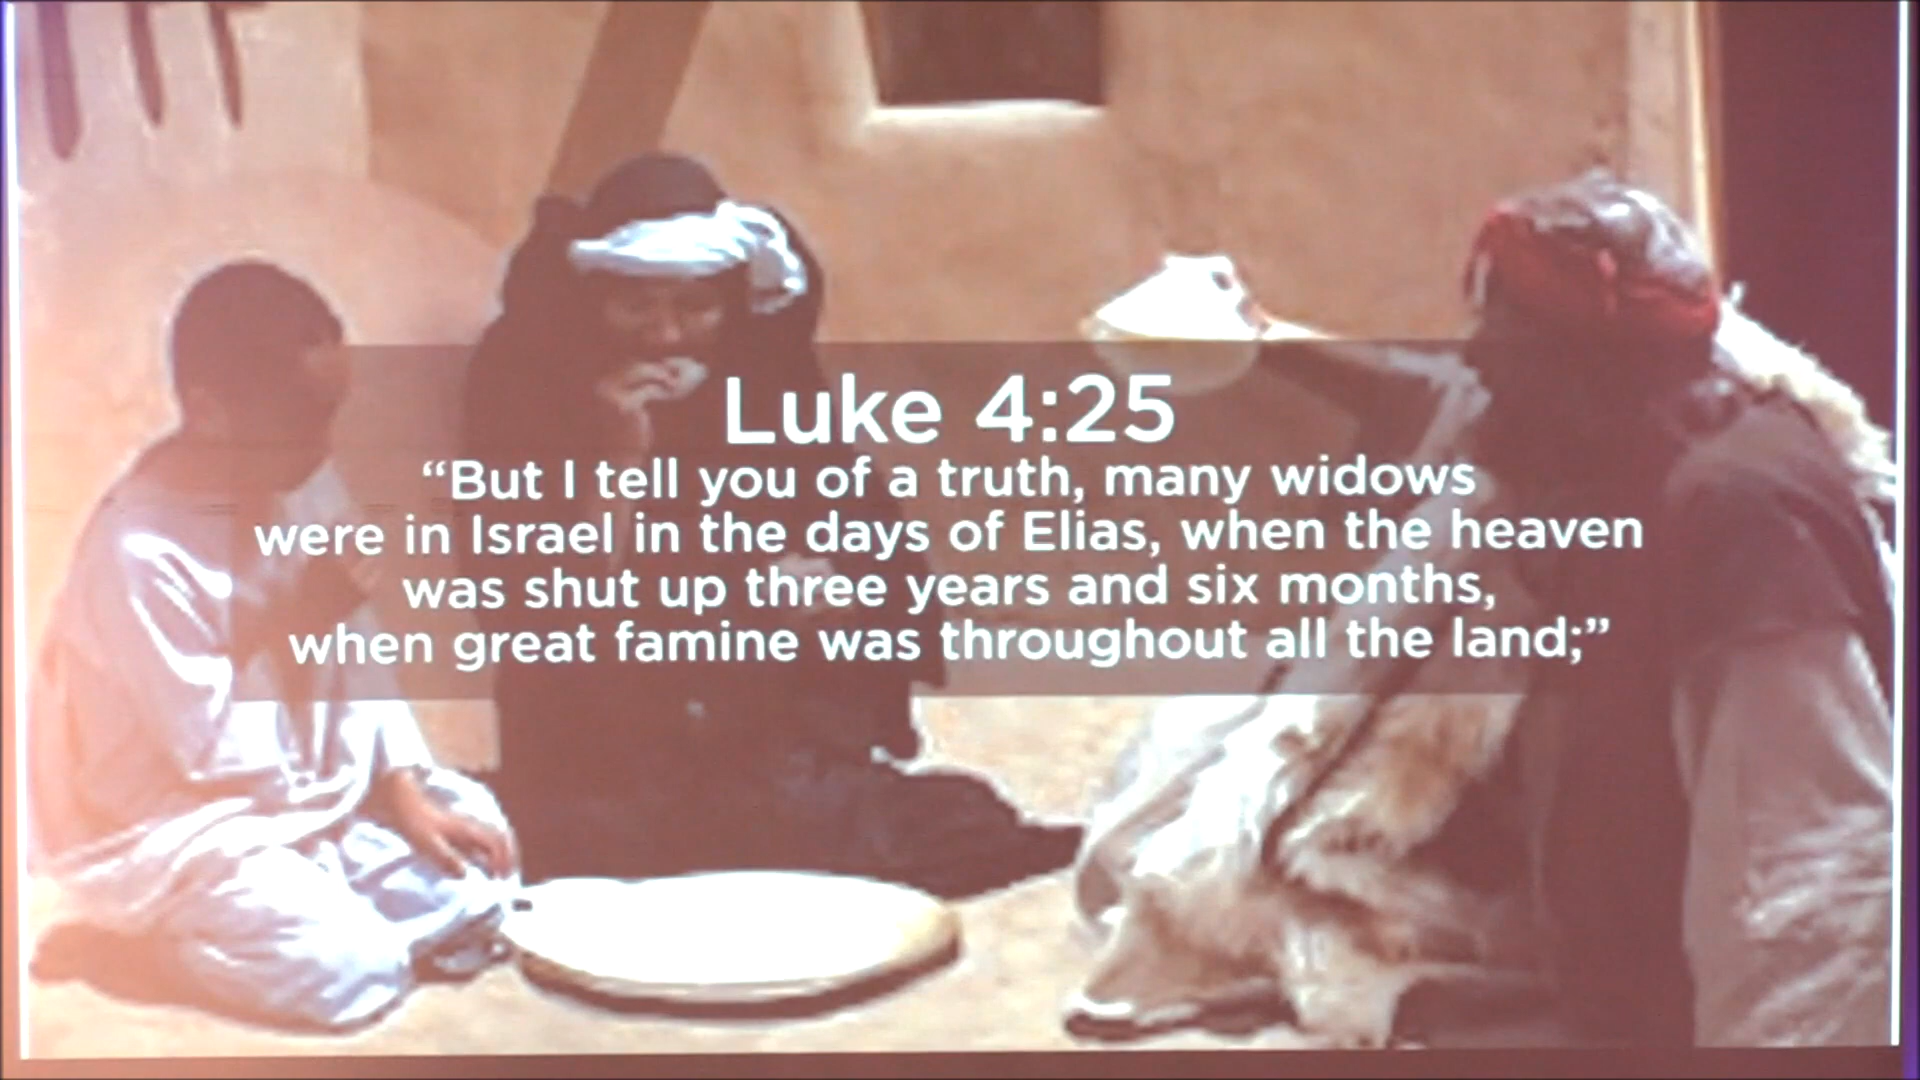 Luke 4:25
“But I tell you of a truth, many widows
were in Israel in the days of Elias, when the heaven
was shut up three years and six months,
when great famine was throughout all the land;”